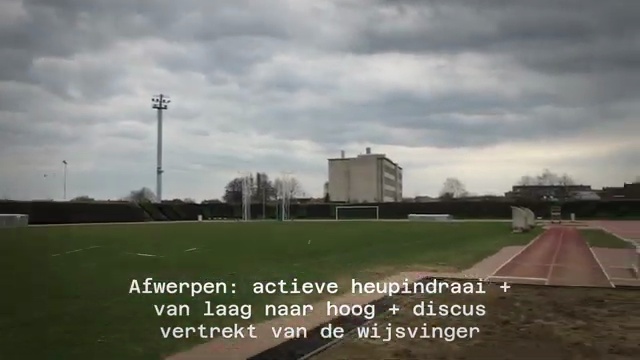 Afwerpen: actieve heupindraai +
van laag naar hoog + discus
vertrekt van de wijsvinger